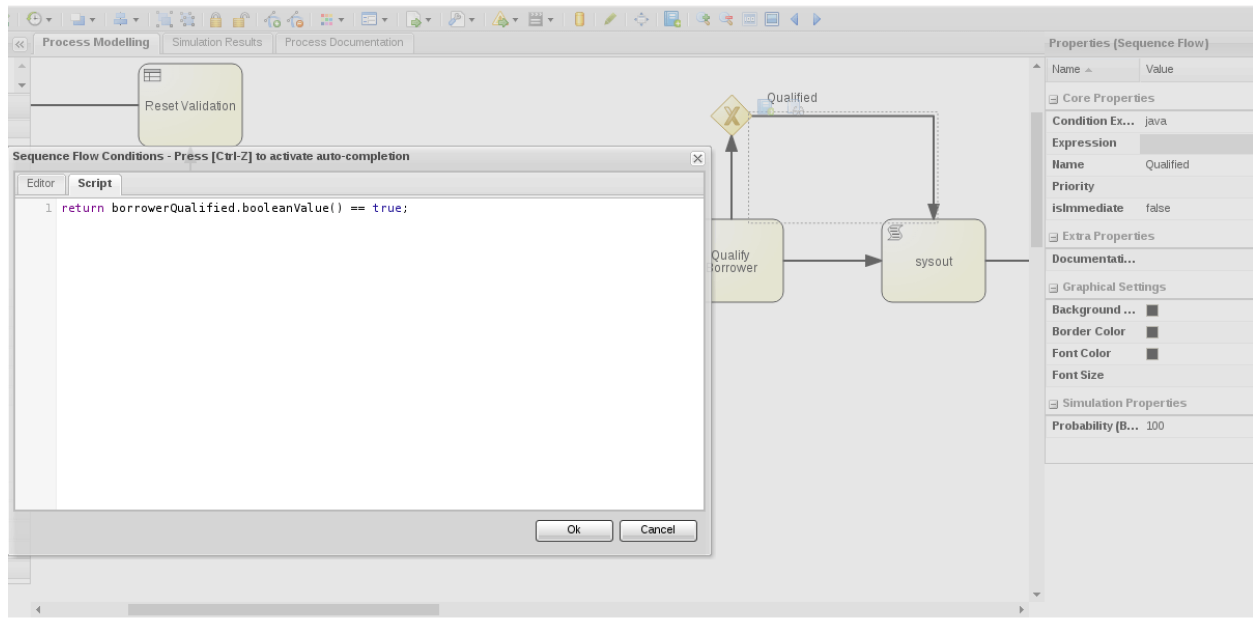 Process Modelling
Simulation Results
Process Documentation
Reset Validation
Qualified
Qualify
Borrower
sysout
Sequence Flow Conditions - Press [Ctrl-Z] to activate auto-completion
Editor
Script
1 return borrowerQualified.booleanValue() == true;
Ok
Cancel
Properties (Sequence Flow)
Name Value
Core Properties
Condition Ex... java
Expression
Name Qualified
Priority
isImmediate false
Extra Properties
Documentati...
Graphical Settings
Background ...
Border Color
Font Color
Font Size
Simulation Properties
Probability (B... 100